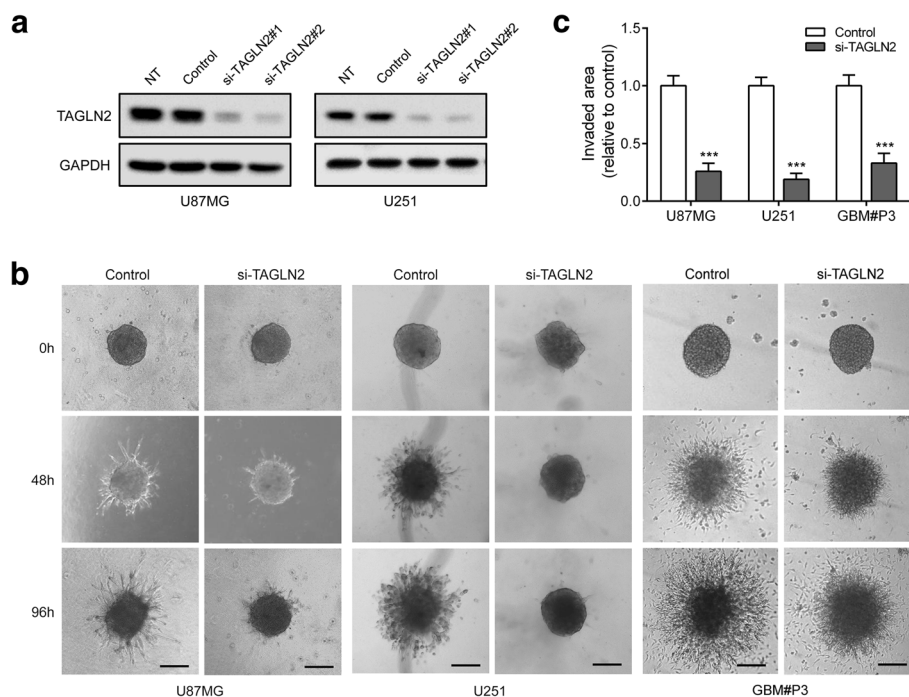 a
NT
Control
si-TAGLN2#1
si-TAGLN2#2
NT
Control
si-TAGLN2#1
si-TAGLN2#2
TAGLN2
GAPDH
U87MG
U251
c
Invaded area
(relative to control)
1.5
1.0
0.5
0.0
Control
si-TAGLN2
***
***
***
U87MG
U251
GBM#P3
b
Control
si-TAGLN2
Control
si-TAGLN2
Control
si-TAGLN2
0h
48h
96h
U87MG
U251
GBM#P3